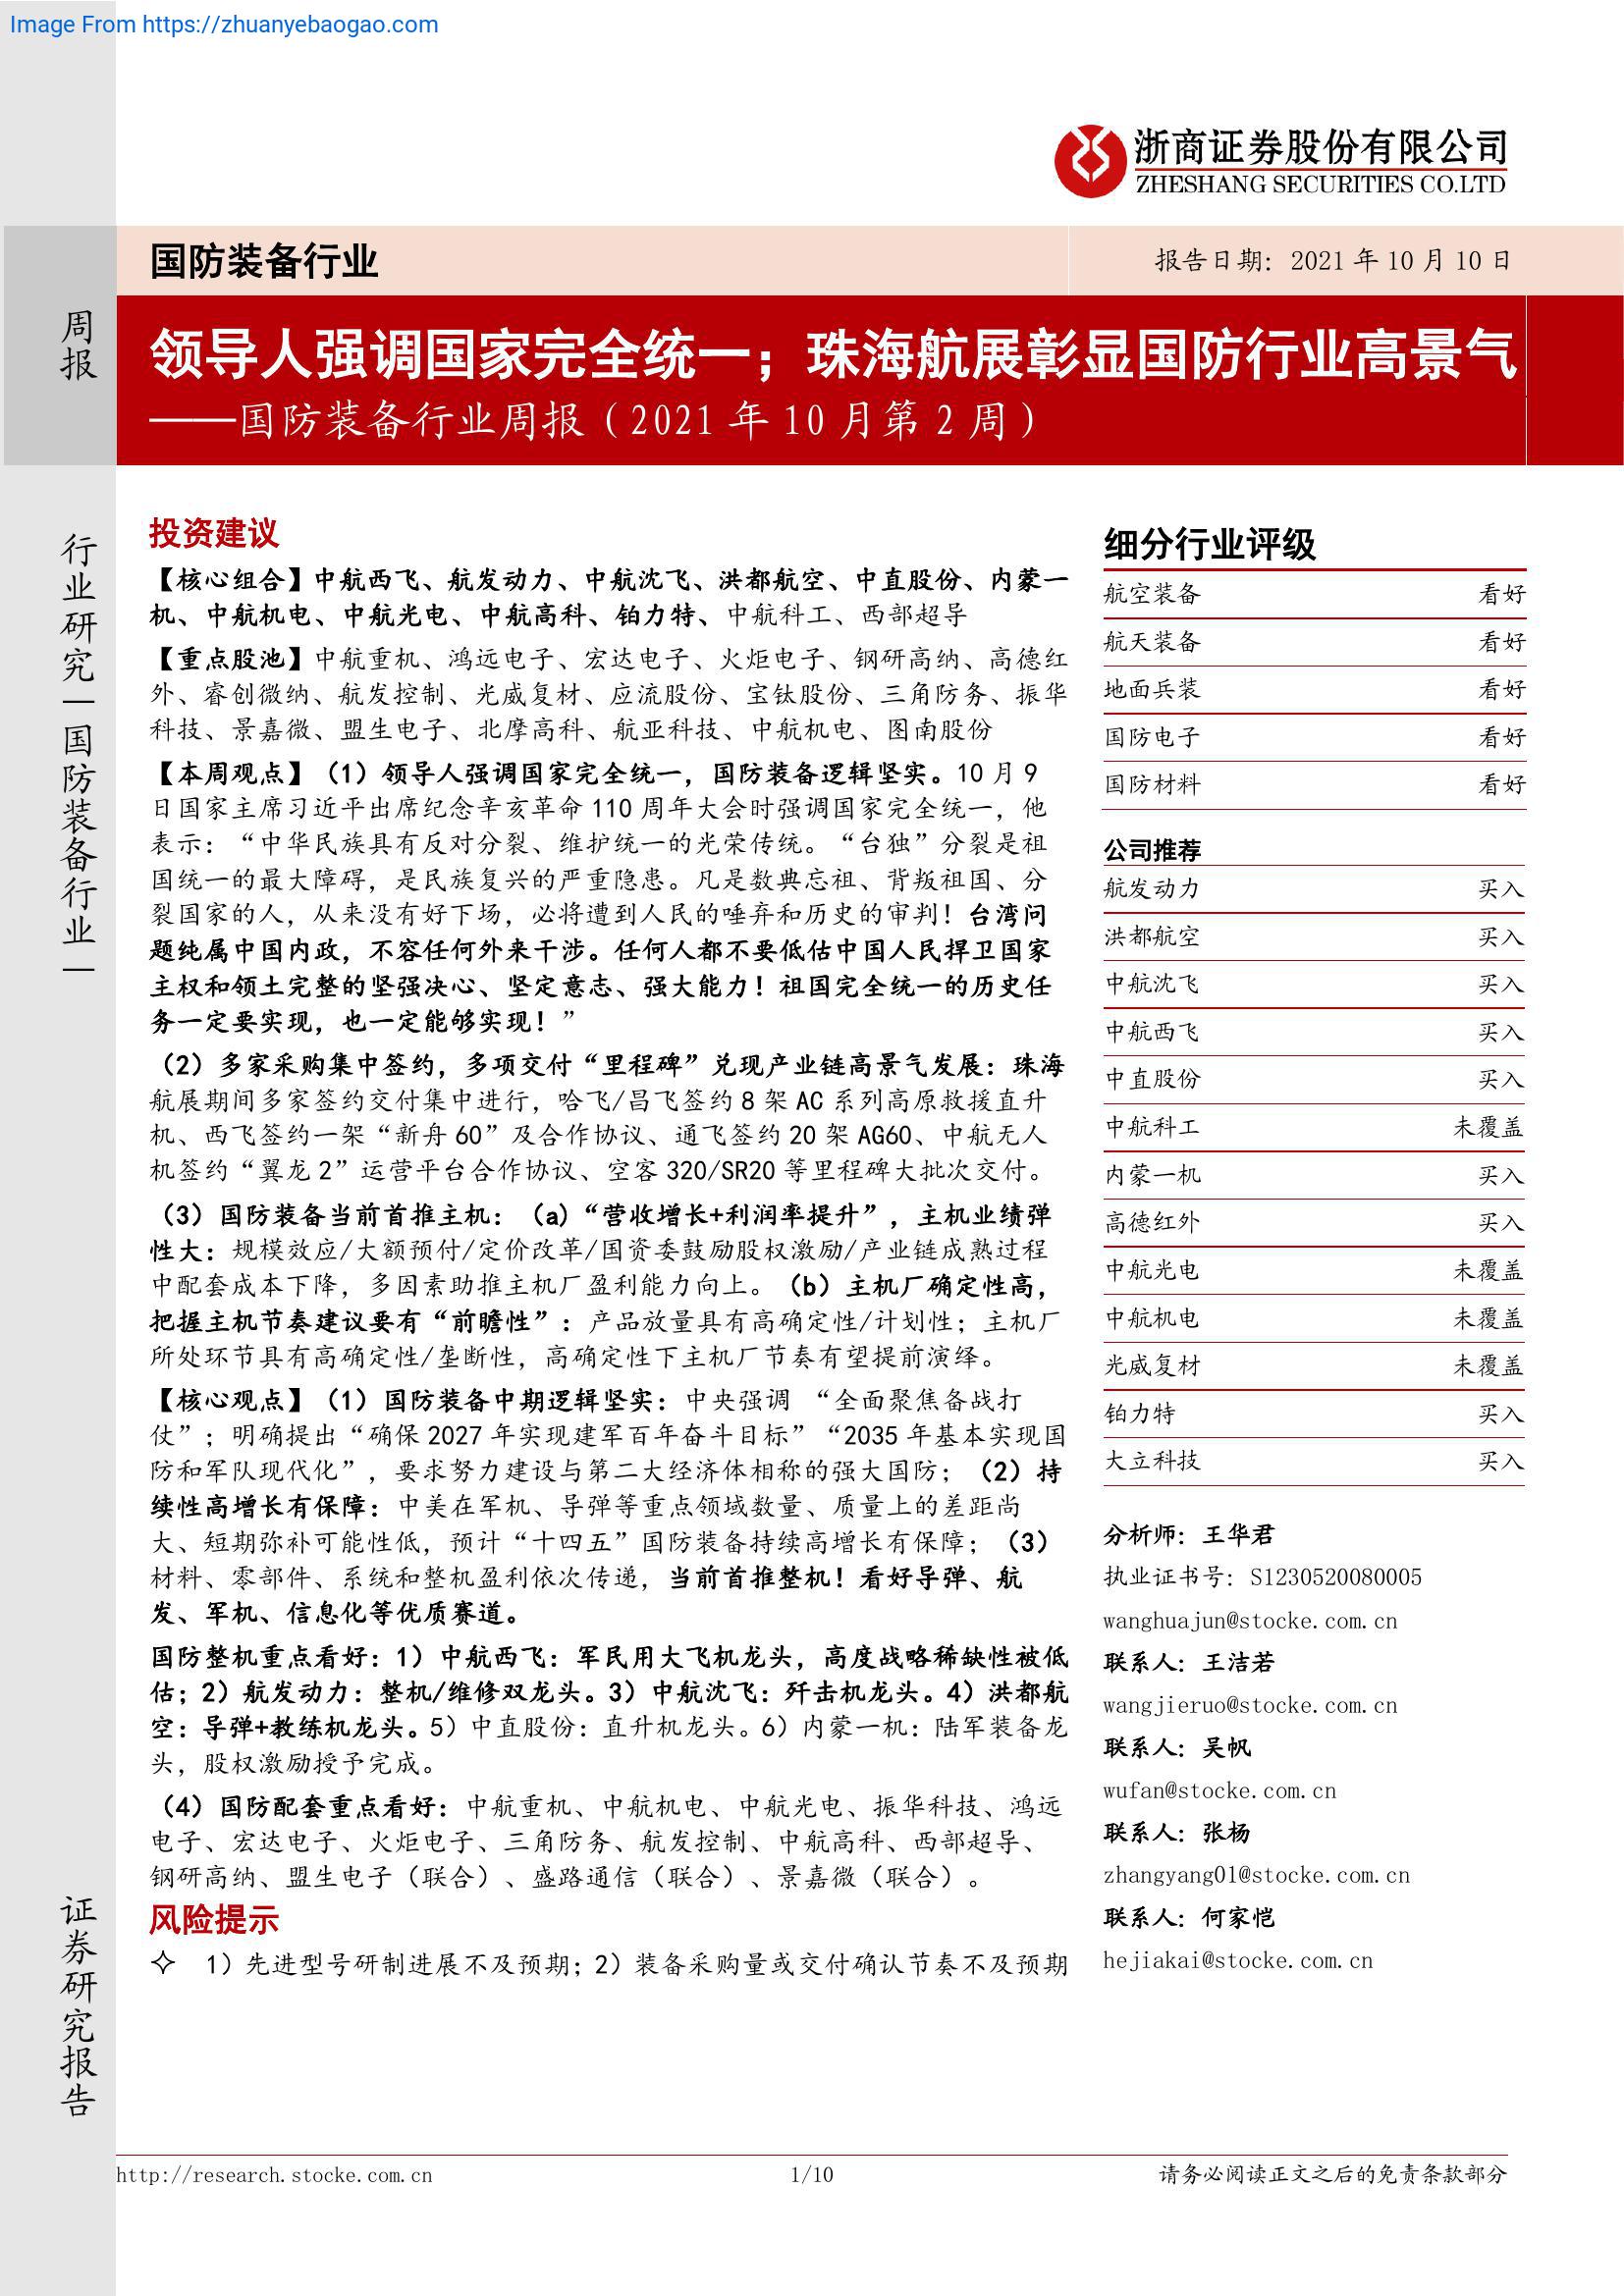 Image From https://zhuanyebaogao.com
浙商证券股份有限公司
ZHESHANG SECURITIES CO.LTD
周报
行业研究|国防装备行业|
证券研究报告
国防装备行业
报告日期：2021 年 10 月 10 日
领导人强调国家完全统一；珠海航展彰显国防行业高景气
——国防装备行业周报（2021 年 10 月第 2 周）
投资建议
【核心组合】中航西飞、航发动力、中航沈飞、洪都航空、中直股份、内蒙一
机、中航机电、中航光电、中航高科、铂力特、中航科工、西部超导
【重点股池】中航重机、鸿远电子、宏达电子、火炬电子、钢研高纳、高德红
外、睿创微纳、航发控制、光威复材、应流股份、宝钛股份、三角防务、振华
科技、景嘉微、盟生电子、北摩高科、航亚科技、中航机电、图南股份
【本周观点】（1）领导人强调国家完全统一，国防装备逻辑坚实。10 月 9
日国家主席习近平出席纪念辛亥革命 110 周年大会时强调国家完全统一，他
表示：“中华民族具有反对分裂、维护统一的光荣传统。“台独”分裂是祖
国统一的最大障碍，是民族复兴的严重隐患。凡是数典忘祖、背叛祖国、分
裂国家的人，从来没有好下场，必将遭到人民的唾弃和历史的审判！台湾问
题纯属中国内政，不容任何外来干涉。任何人都不要低估中国人民捍卫国家
主权和领土完整的坚强决心、坚定意志、强大能力！祖国完全统一的历史任
务一定要实现，也一定能够实现！”
（2）多家采购集中签约，多项交付“里程碑”兑现产业链高景气发展：珠海
航展期间多家签约交付集中进行，哈飞/昌飞签约 8 架 AC 系列高原救援直升
机、西飞签约一架“新舟 60”及合作协议、通飞签约 20 架 AG60、中航无人
机签约“翼龙 2”运营平台合作协议、空客 320/SR20 等里程碑大批次交付。
（3）国防装备当前首推主机：（a）“营收增长+利润率提升”，主机业绩弹
性大：规模效应/大额预付/定价改革/国资委鼓励股权激励/产业链成熟过程
中配套成本下降，多因素助推主机厂盈利能力向上。（b）主机厂确定性高，
把握主机节奏建议要有“前瞻性”：产品放量具有高确定性/计划性；主机厂
所处环节具有高确定性/垄断性，高确定性下主机厂节奏有望提前演绎。
【核心观点】（1）国防装备中期逻辑坚实：中央强调 “全面聚焦备战打
仗”；明确提出“确保 2027 年实现建军百年奋斗目标”“2035 年基本实现国
防和军队现代化”，要求努力建设与第二大经济体相称的强大国防；（2）持
续性高增长有保障：中美在军机、导弹等重点领域数量、质量上的差距尚
大、短期弥补可能性低，预计“十四五”国防装备持续高增长有保障；（3）
材料、零部件、系统和整机盈利依次传递，当前首推整机！看好导弹、航
发、军机、信息化等优质赛道。
国防整机重点看好：1）中航西飞：军民用大飞机龙头，高度战略稀缺性被低
估；2）航发动力：整机/维修双龙头。3）中航沈飞：歼击机龙头。4）洪都航
空：导弹+教练机龙头。5）中直股份：直升机龙头。6）内蒙一机：陆军装备龙
头，股权激励授予完成。
（4）国防配套重点看好：中航重机、中航机电、中航光电、振华科技、鸿远
电子、宏达电子、火炬电子、三角防务、航发控制、中航高科、西部超导、
钢研高纳、盟生电子（联合）、盛路通信（联合）、景嘉微（联合）。
风险提示
✧ 1）先进型号研制进展不及预期；2）装备采购量或交付确认节奏不及预期
细分行业评级
航空装备 看好
航天装备 看好
地面兵装 看好
国防电子 看好
国防材料 看好
公司推荐
航发动力 买入
洪都航空 买入
中航沈飞 买入
中航西飞 买入
中直股份 买入
中航科工 未覆盖
内蒙一机 买入
高德红外 买入
中航光电 未覆盖
中航机电 未覆盖
光威复材 未覆盖
铂力特 买入
大立科技 买入
分析师：王华君
执业证书号：S1230520080005
wanghuajun@stocke.com.cn
联系人：王洁若
wangjieruo@stocke.com.cn
联系人：吴帆
wufan@stocke.com.cn
联系人：张杨
zhangyang01@stocke.com.cn
联系人：何家恺
hejiakai@stocke.com.cn
http://research.stocke.com.cn
1/10
请务必阅读正文之后的免责条款部分